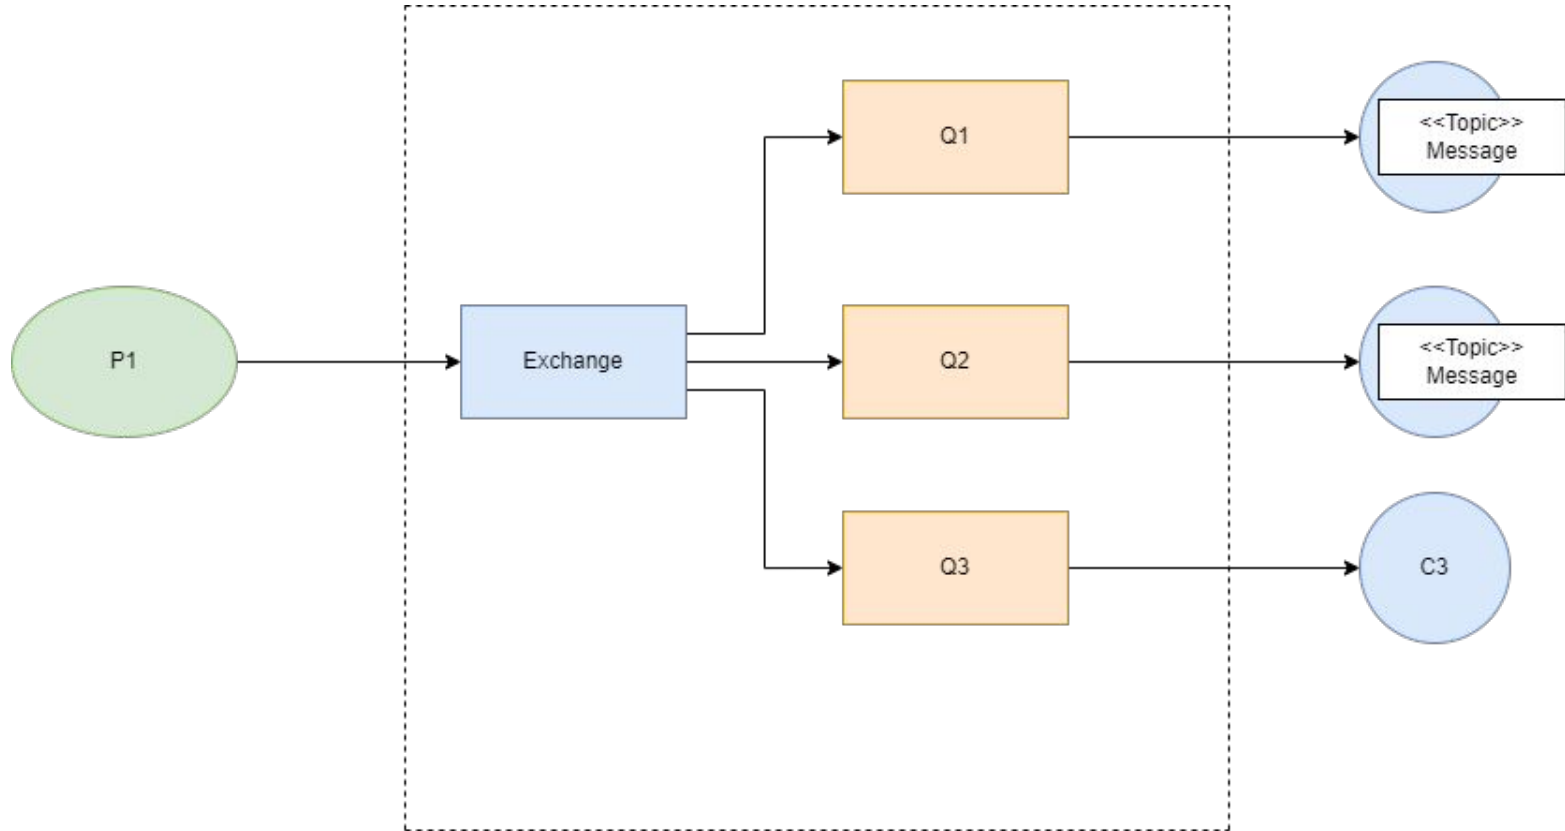 Q1
<<Topic>>
Message
P1
Exchange
Q2
<<Topic>>
Message
Q3
C3